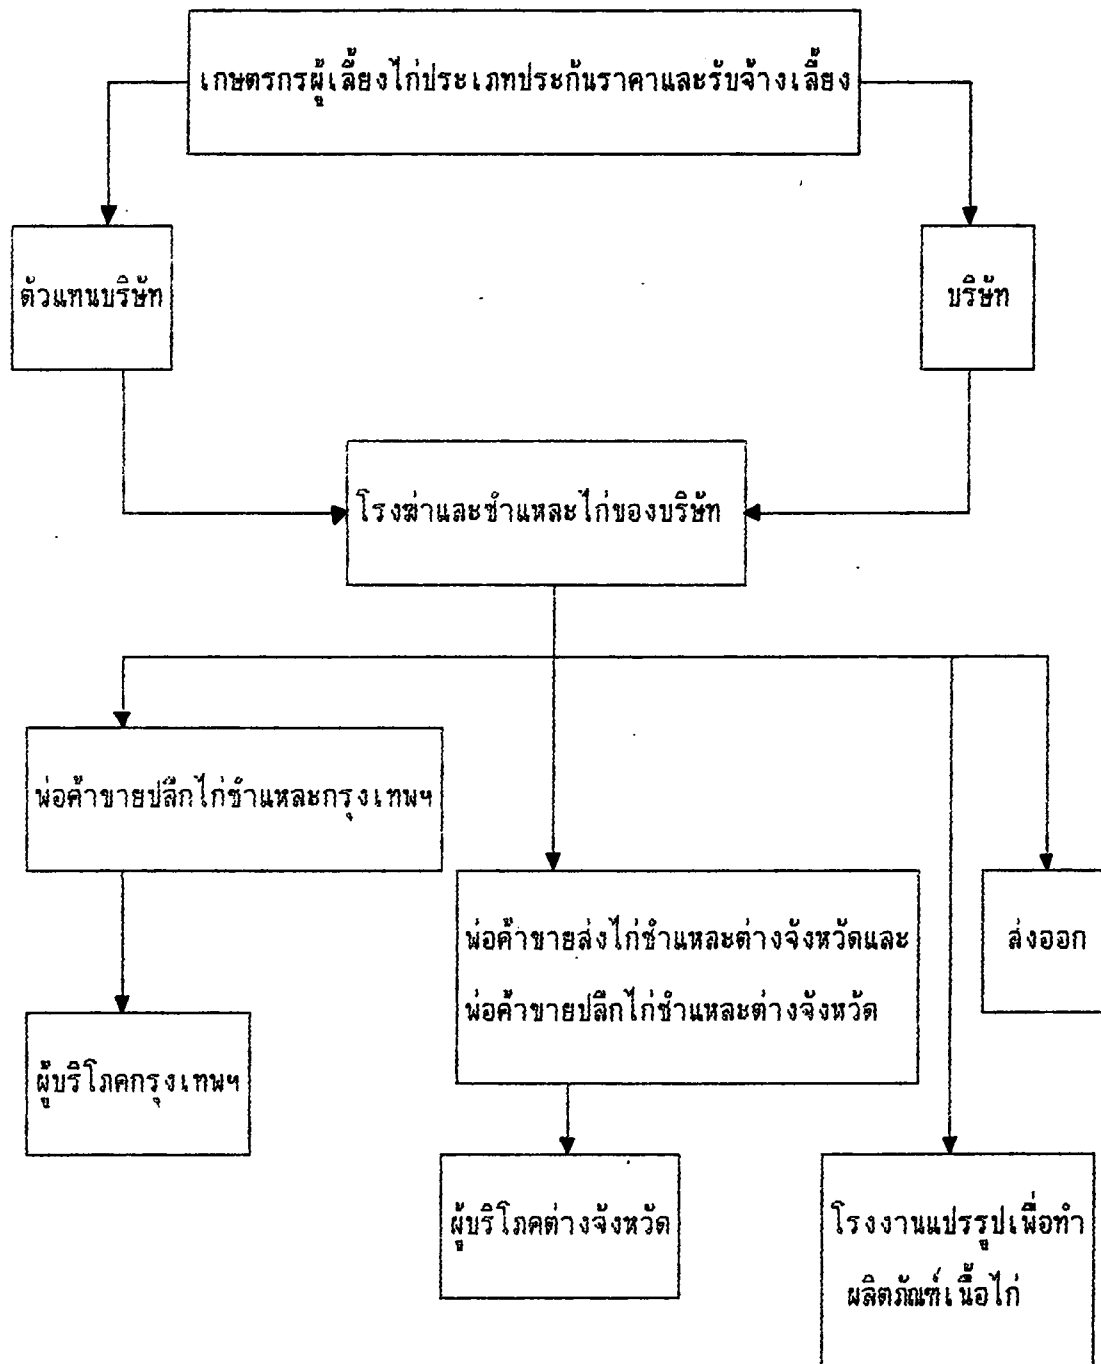 เกษตรกรผู้เลี้ยงไก่ประเภทประกันราคาและรับจ้างเลี้ยง
ตัวแทนบริษัท
บริษัท
โรงฆ่าและชำแหละไก่ของบริษัท
พ่อค้าขายปลีกไก่ชำแหละกรุงเทพฯ
พ่อค้าขายส่งไก่ชำแหละต่างจังหวัดและ
พ่อค้าขายปลีกไก่ชำแหละต่างจังหวัด
ส่งออก
ผู้บริโภคกรุงเทพฯ
ผู้บริโภคต่างจังหวัด
โรงงานแปรรูปเพื่อทำ
ผลิตภัณฑ์เนื้อไก่